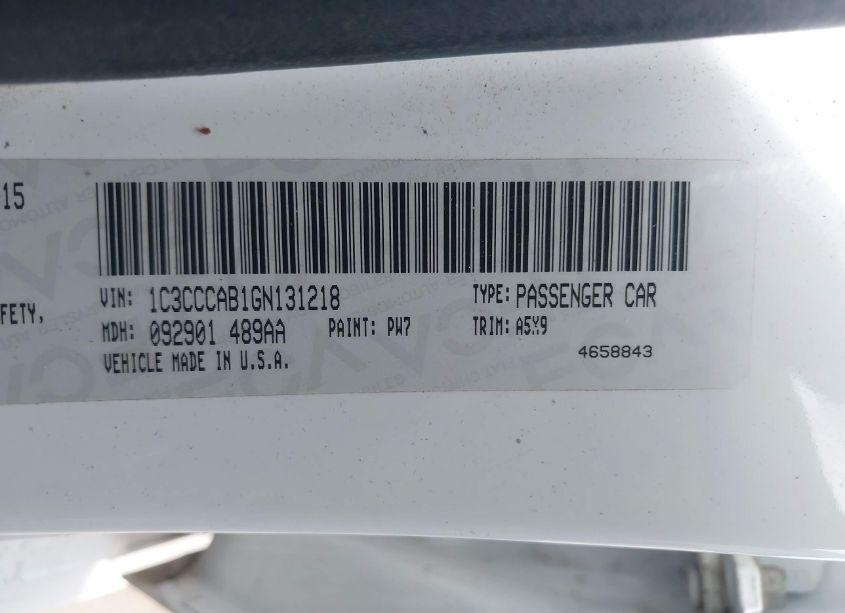 15
FETY,
VIN: 1C3CCCAB1GN131218
TYPE: PASSENGER CAR
MDH: 092901 489AA
PAINT: PW7
TRIM: A5X9
VEHICLE MADE IN U.S.A.
4658843